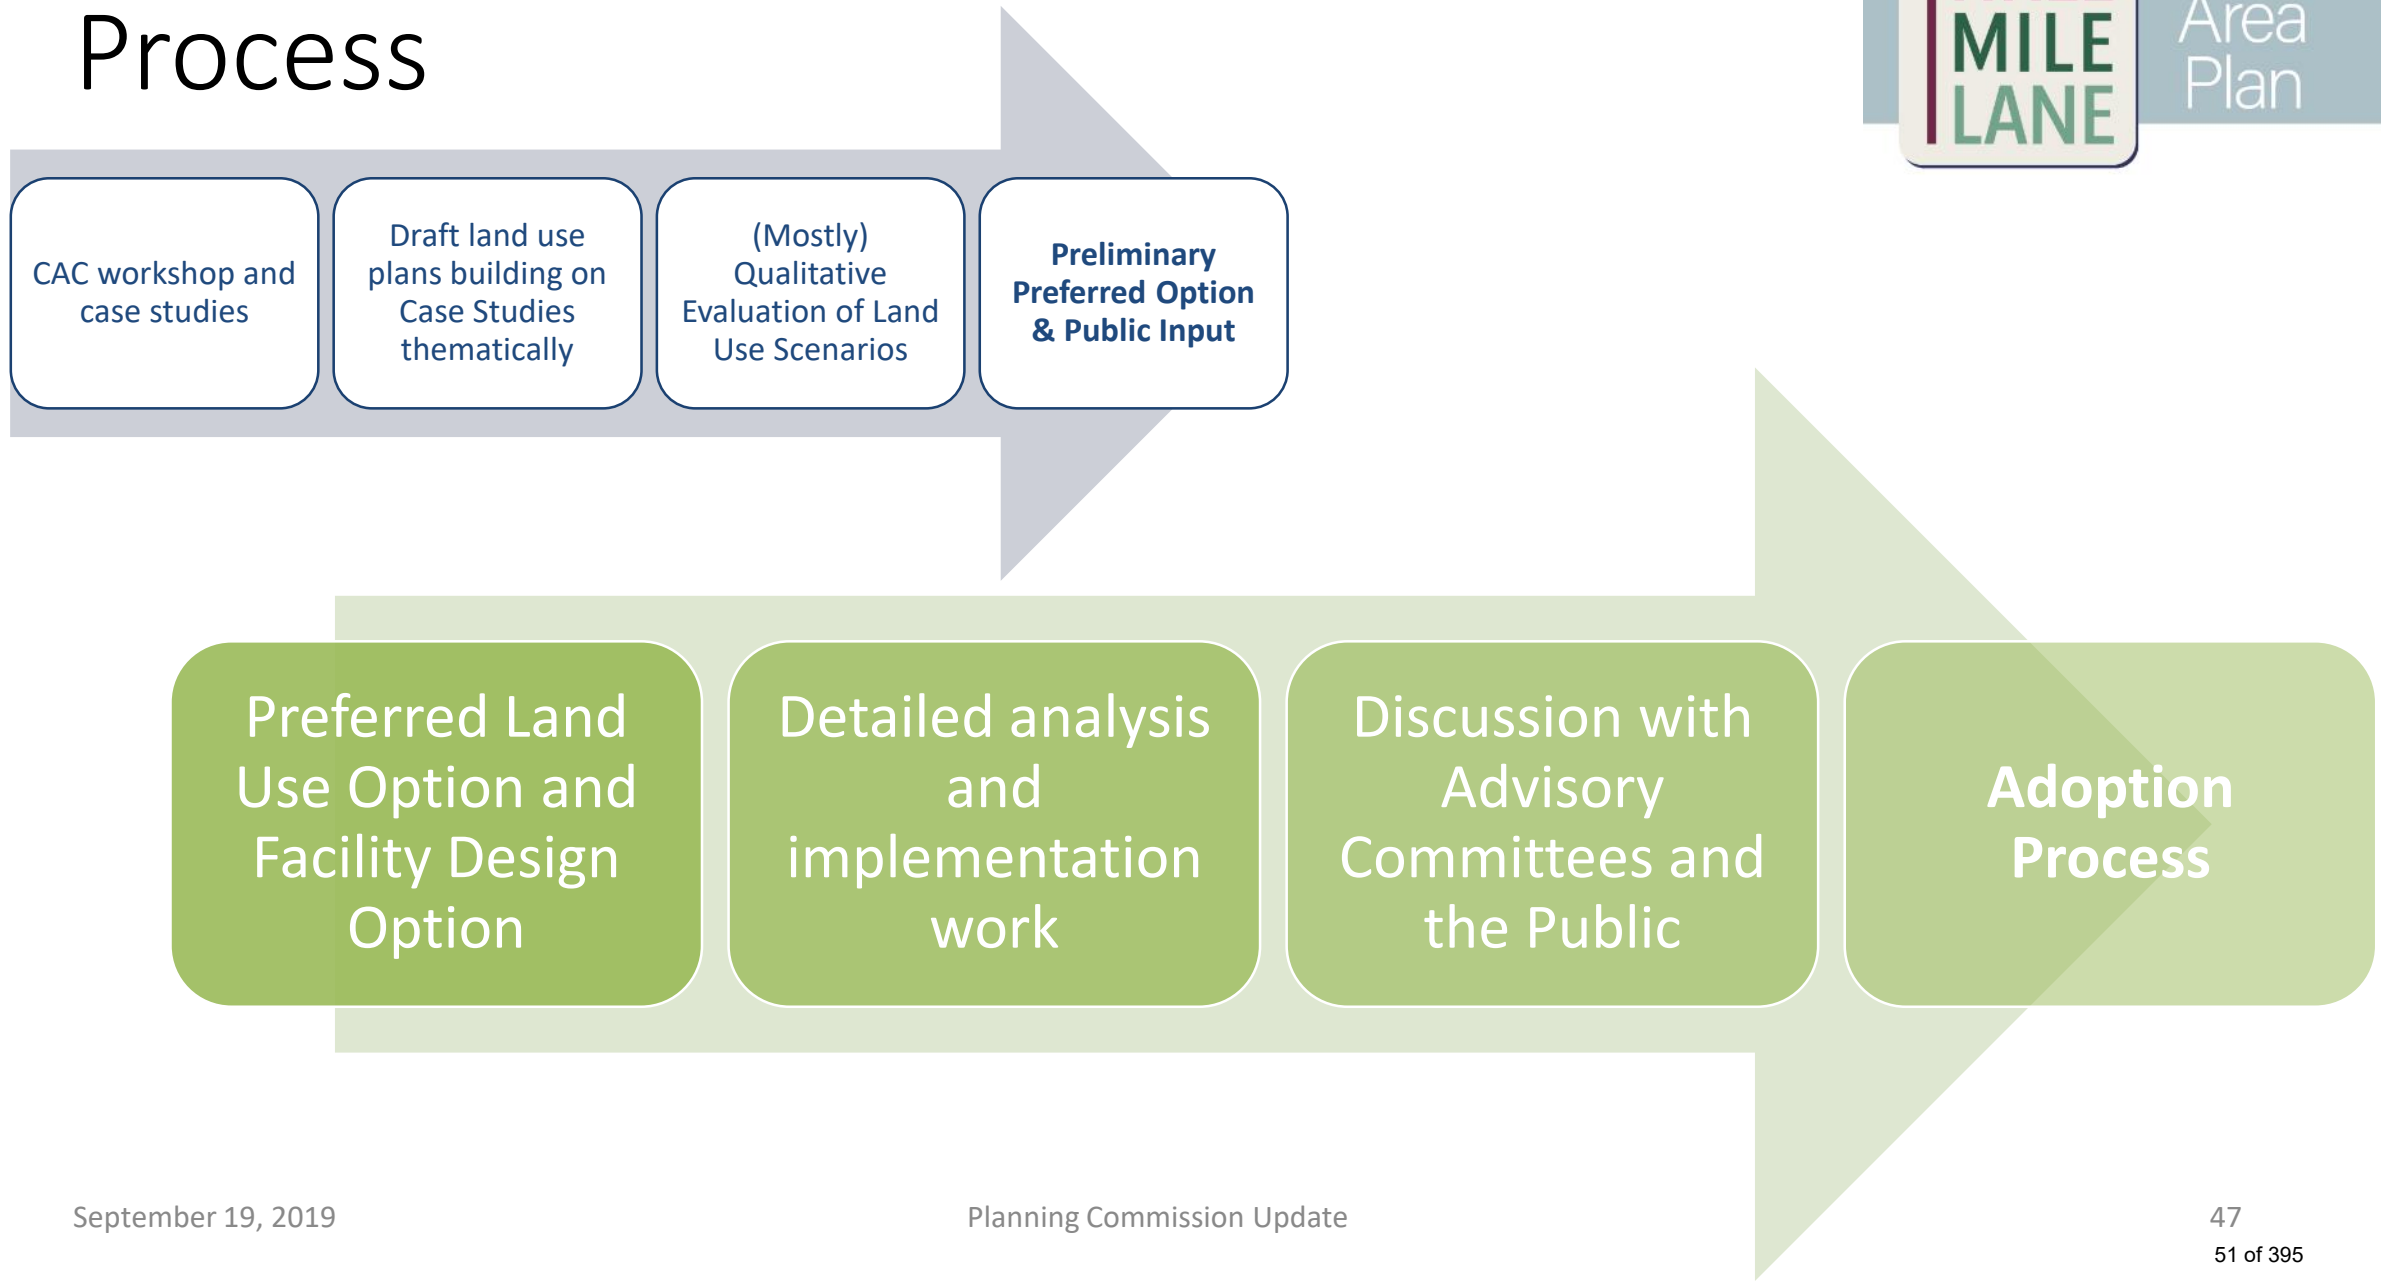 Process
MILE
LANE
Area
Plan
CAC workshop and
case studies
Draft land use
plans building on
Case Studies
thematically
(Mostly)
Qualitative
Evaluation of Land
Use Scenarios
Preliminary
Preferred Option
& Public Input
Preferred Land
Use Option and
Facility Design
Option
Detailed analysis
and
implementation
work
Discussion with
Advisory
Committees and
the Public
Adoption
Process
September 19, 2019
Planning Commission Update
47
51 of 395